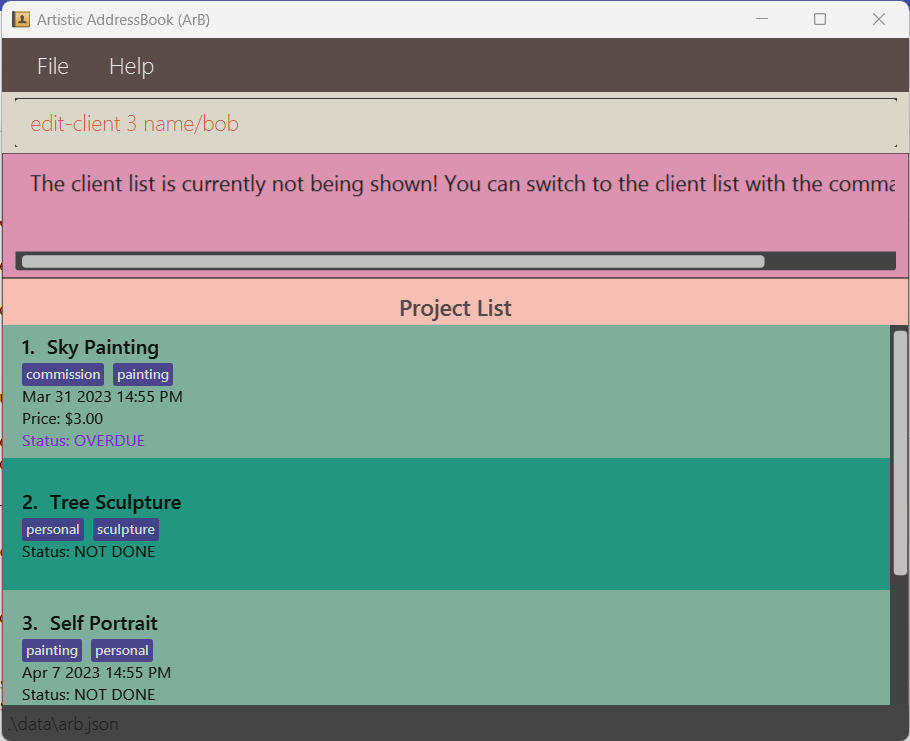 Artistic AddressBook (ArB)
File Help
edit-client 3 name/bob
The client list is currently not being shown! You can switch to the client list with the comma
Project List
1. Sky Painting
commission painting
Mar 31 2023 14:55 PM
Price: $3.00
Status: OVERDUE
2. Tree Sculpture
personal sculpture
Status: NOT DONE
3. Self Portrait
painting personal
Apr 7 2023 14:55 PM
Status: NOT DONE
.\data\arb.json